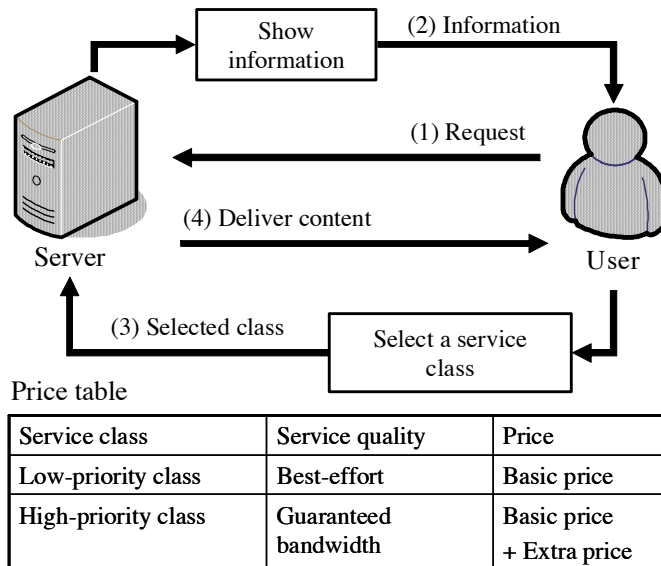 Show
information
(2) Information
(1) Request
(4) Deliver content
Server
User
(3) Selected class
Select a service
class
Price table
Service class Service quality Price
Low-priority class Best-effort Basic price
High-priority class Guaranteed bandwidth Basic price
+ Extra price